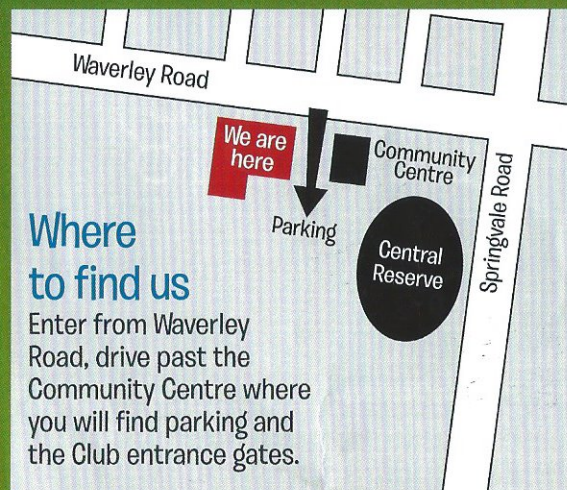 Waverley Road
We are
here
Community
Centre
Parking
Central
Reserve
Springvale Road
Where
to find us
Enter from Waverley
Road, drive past the
Community Centre where
you will find parking and
the Club entrance gates.